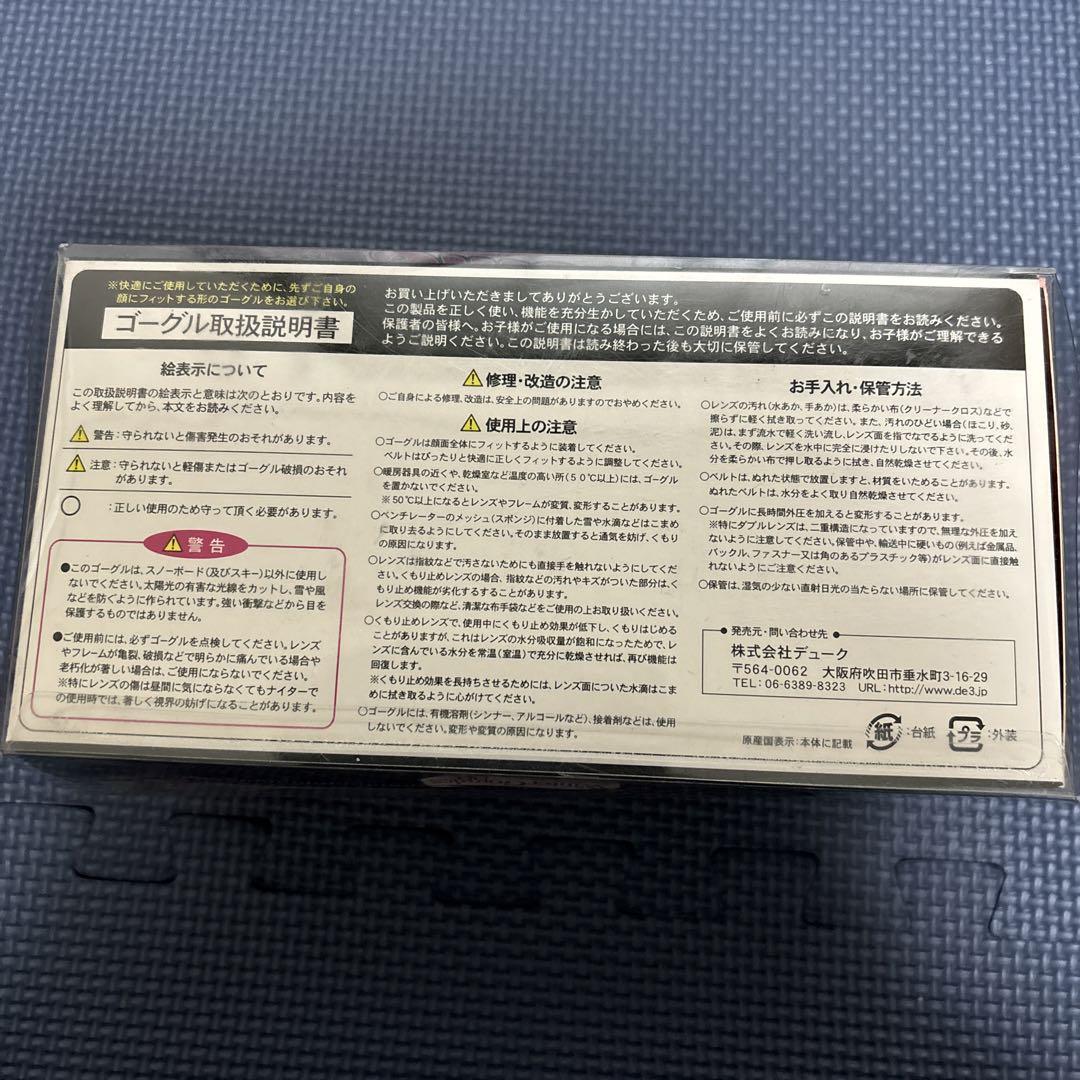 ※快適にご使用していただくために、先ずご自身の
顔にフィットする形のゴーグルをお選び下さい。
ゴーグル取扱説明書
お買い上げいただきましてありがとうございます。
この製品を正しく使い、機能を充分生かしていただくため、ご使用前に必ずこの説明書をお読みください。
保護者の皆様へ。お子様がご使用になる場合には、この説明書をよくお読みになり、お子様がご理解できる
ようご説明ください。この説明書は読み終わった後も大切に保管してください。
絵表示について
この取扱説明書の絵表示と意味は次のとおりです。内容を
よく理解してから、本文をお読みください。
警告:守られないと傷害発生のおそれがあります。
注意:守られないと軽傷またはゴーグル破損のおそれ
があります。
○ :正しい使用のため守って頂く必要があります。
警告
●このゴーグルは、スノーボード(及びスキー)以外に使用し
ないでください。太陽光の有害な光線をカットし、雪や風
などを防ぐように作られています。強い衝撃などから目を
保護するものではありません。
●ご使用前には、必ずゴーグルを点検してください。レンズ
やフレームが亀裂、破損などで明らかに痛んでいる場合や
老朽化が著しい場合は、ご使用にならないでください。
※特にレンズの傷は昼間に気にならなくてもナイターで
の使用時では、著しく視界の妨げになることがあります。
修理・改造の注意
○ご自身による修理、改造は、安全上の問題がありますのでおやめください。
使用上の注意
○ゴーグルは顔面全体にフィットするように装着してください。
ベルトはぴったりと快適に正しくフィットするように調整してください。
○暖房器具の近くや、乾燥室など温度の高い所(50℃以上)には、ゴーグル
を置かないでください。
※50℃以上になるとレンズやフレームが変質、変形することがあります。
○ベンチレーターのメッシュ(スポンジ)に付着した雪や水滴などはこまめ
に取り去るようにしてください。そのまま放置すると通気を妨げ、くもり
の原因になります。
○レンズは指紋などで汚さないためにも直接手を触れないようにしてくだ
さい。くもり止めレンズの場合、指紋などの汚れやキズがついた部分は、く
もり止め機能が劣化するすることがあります。
レンズ交換の際など、清潔な布手袋などをご使用の上お取り扱いください。
○くもり止めレンズで、使用中にくもり止め効果が低下し、くもりはじめる
ことがありますが、これはレンズの水分吸収量が飽和になったためで、レ
ンズに含んでいる水分を常温(室温)で充分に乾燥させれば、再び機能は
回復します。
※くもり止め効果を長持ちさせるためには、レンズ面についた水滴はこま
めに拭き取るように心がけてください。
○ゴーグルには、有機溶剤(シンナー、アルコールなど)、接着剤などは、使用
しないでください。変形や変質の原因になります。
お手入れ・保管方法
○レンズの汚れ(水あか、手あか)は、柔らかい布(クリーナークロス)などで
擦らずに軽く拭き取ってください。また、汚れのひどい場合(ほこり、砂、
泥)は、まず流水で軽く洗い流し、レンズ面を指でなでるように洗ってくだ
さい。その際、レンズを水中に完全に浸けたりしないで下さい。その後、水
分を柔らかい布で押し取るように拭き、自然乾燥させてください。
○ベルトは、ぬれた状態で放置しますと、材質をいためることがあります。
ぬれたベルトは、水分をよく取り自然乾燥させてください。
○ゴーグルに長時間外圧を加えると変形することがあります。
※特にダブルレンズは、二重構造になっていますので、無理な外圧を加え
ないように注意してください。保管中や、輸送中に硬いもの(例えば金属品、
バックル、ファスナー又は角のあるプラスチック等)がレンズ面に直接触
れないようにご注意ください。
○保管は、湿気の少ない直射日光の当たらない場所に保管してください。
● 発売元・問い合わせ先 ●
株式会社デューク
〒564-0062 大阪府吹田市垂水町3-16-29
TEL:06-6389-8323 URL:http://www.de3.jp
原産国表示:本体に記載
紙 :台紙
プラ :外装